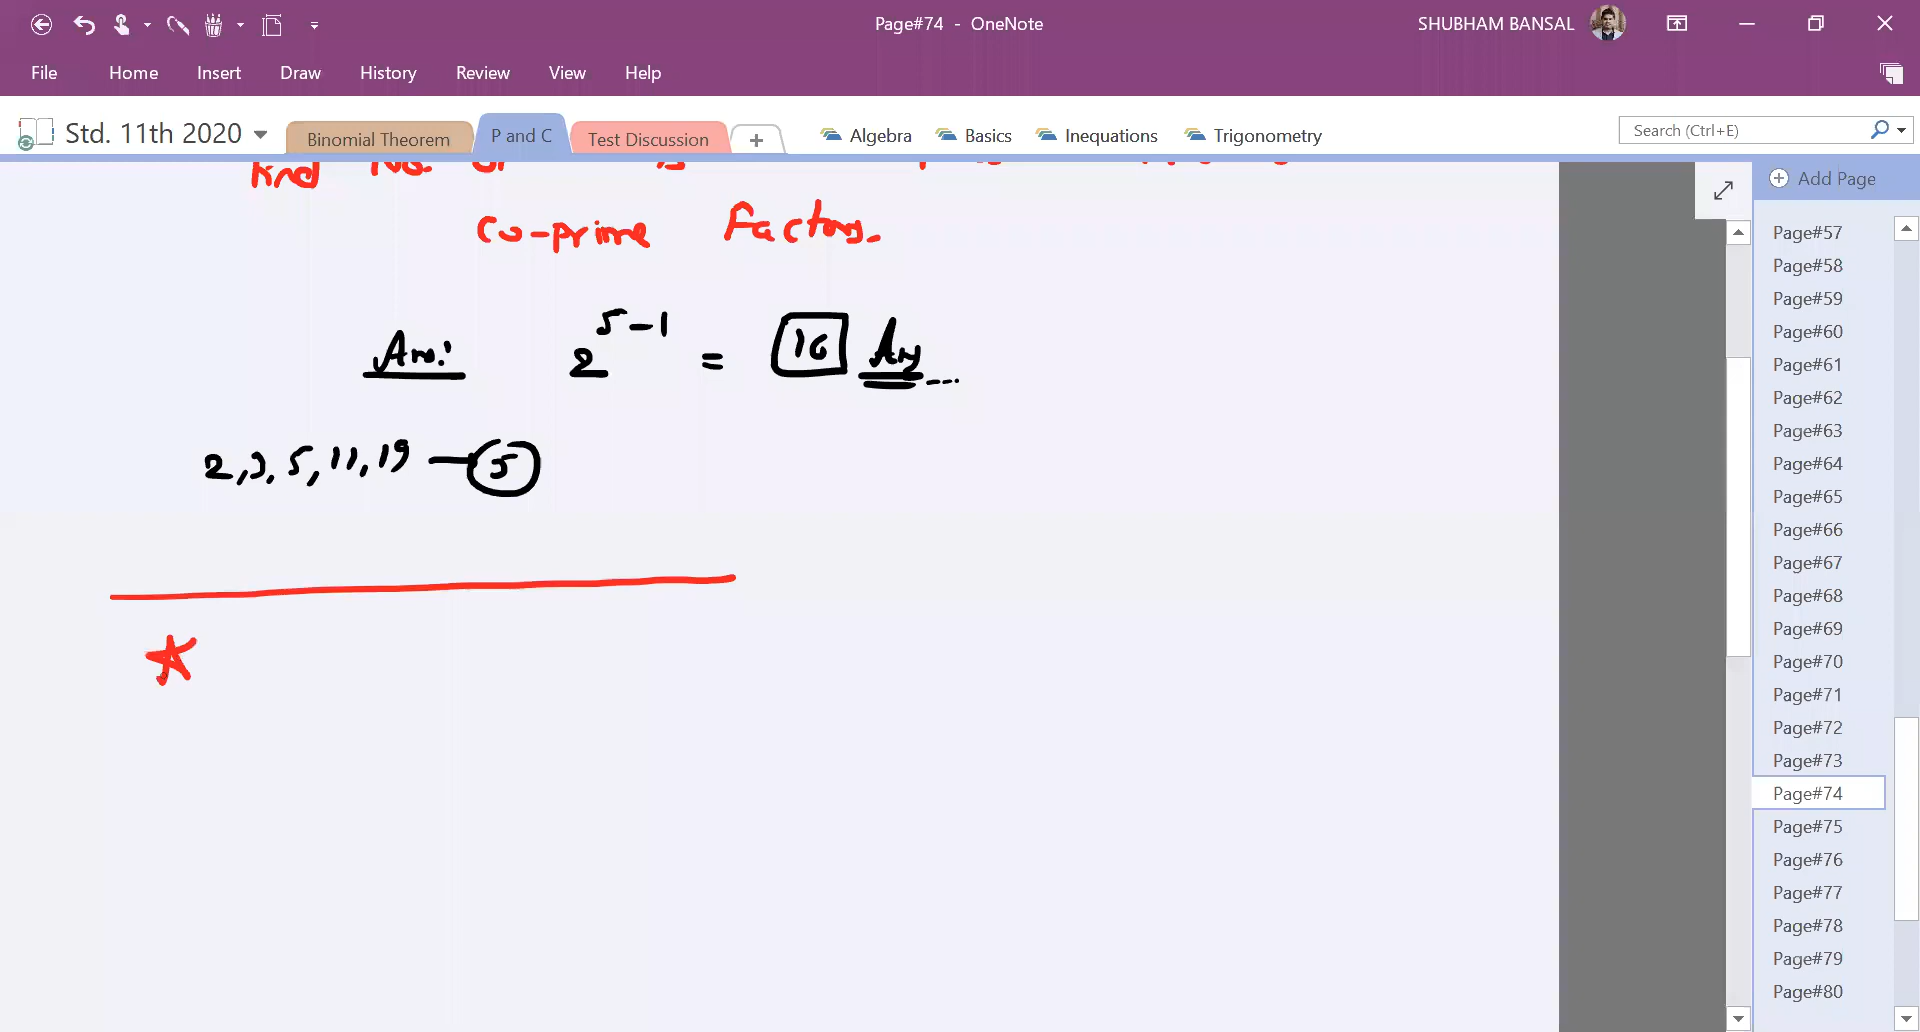 Page#74 - OneNote
SHUBHAM BANSAL
File Home Insert Draw History Review View Help
Std. 11th 2020
Binomial Theorem P and C Test Discussion + Algebra Basics Inequations Trigonometry
Search (Ctrl+E)
Add Page
find No. of
Co-prime Factors.
Ans: 2^5-1 = 16 Ans
2,3,5,11,19 — 5
Page#57
Page#58
Page#59
Page#60
Page#61
Page#62
Page#63
Page#64
Page#65
Page#66
Page#67
Page#68
Page#69
Page#70
Page#71
Page#72
Page#73
Page#74
Page#75
Page#76
Page#77
Page#78
Page#79
Page#80